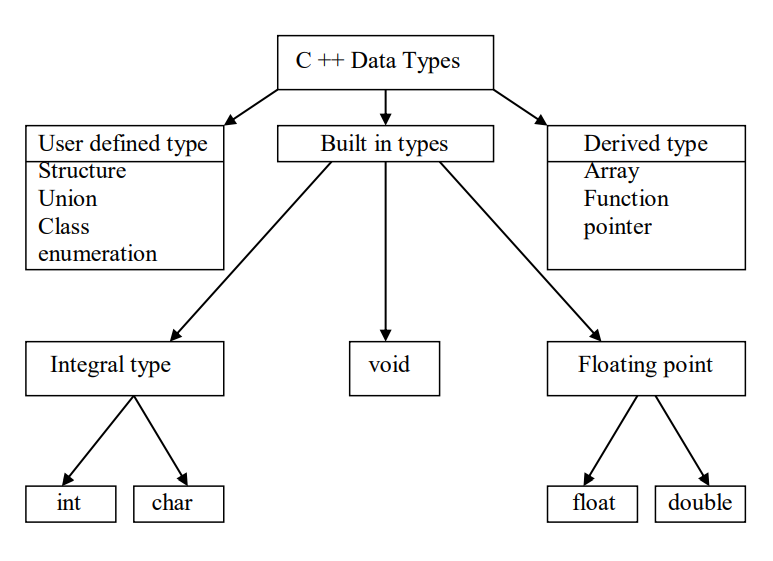 C ++ Data Types
User defined type
Structure
Union
Class
enumeration
Built in types
Derived type
Array
Function
pointer
Integral type
void
Floating point
int
char
float
double